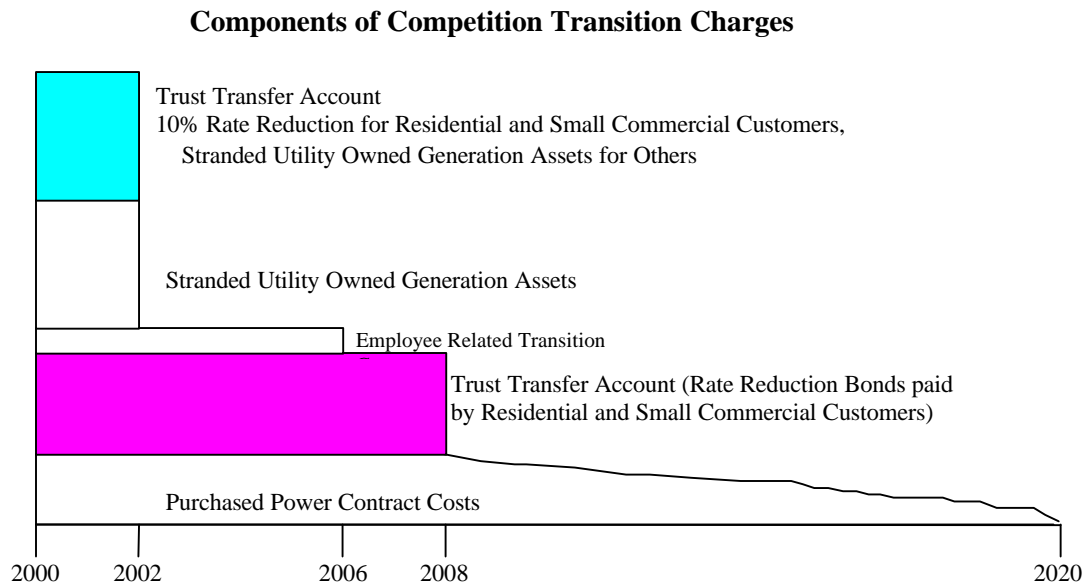 Components of Competition Transition Charges
Trust Transfer Account
10% Rate Reduction for Residential and Small Commercial Customers,
Stranded Utility Owned Generation Assets for Others
Stranded Utility Owned Generation Assets
Employee Related Transition
Trust Transfer Account (Rate Reduction Bonds paid
by Residential and Small Commercial Customers)
Purchased Power Contract Costs
2000 2002 2006 2008 2020